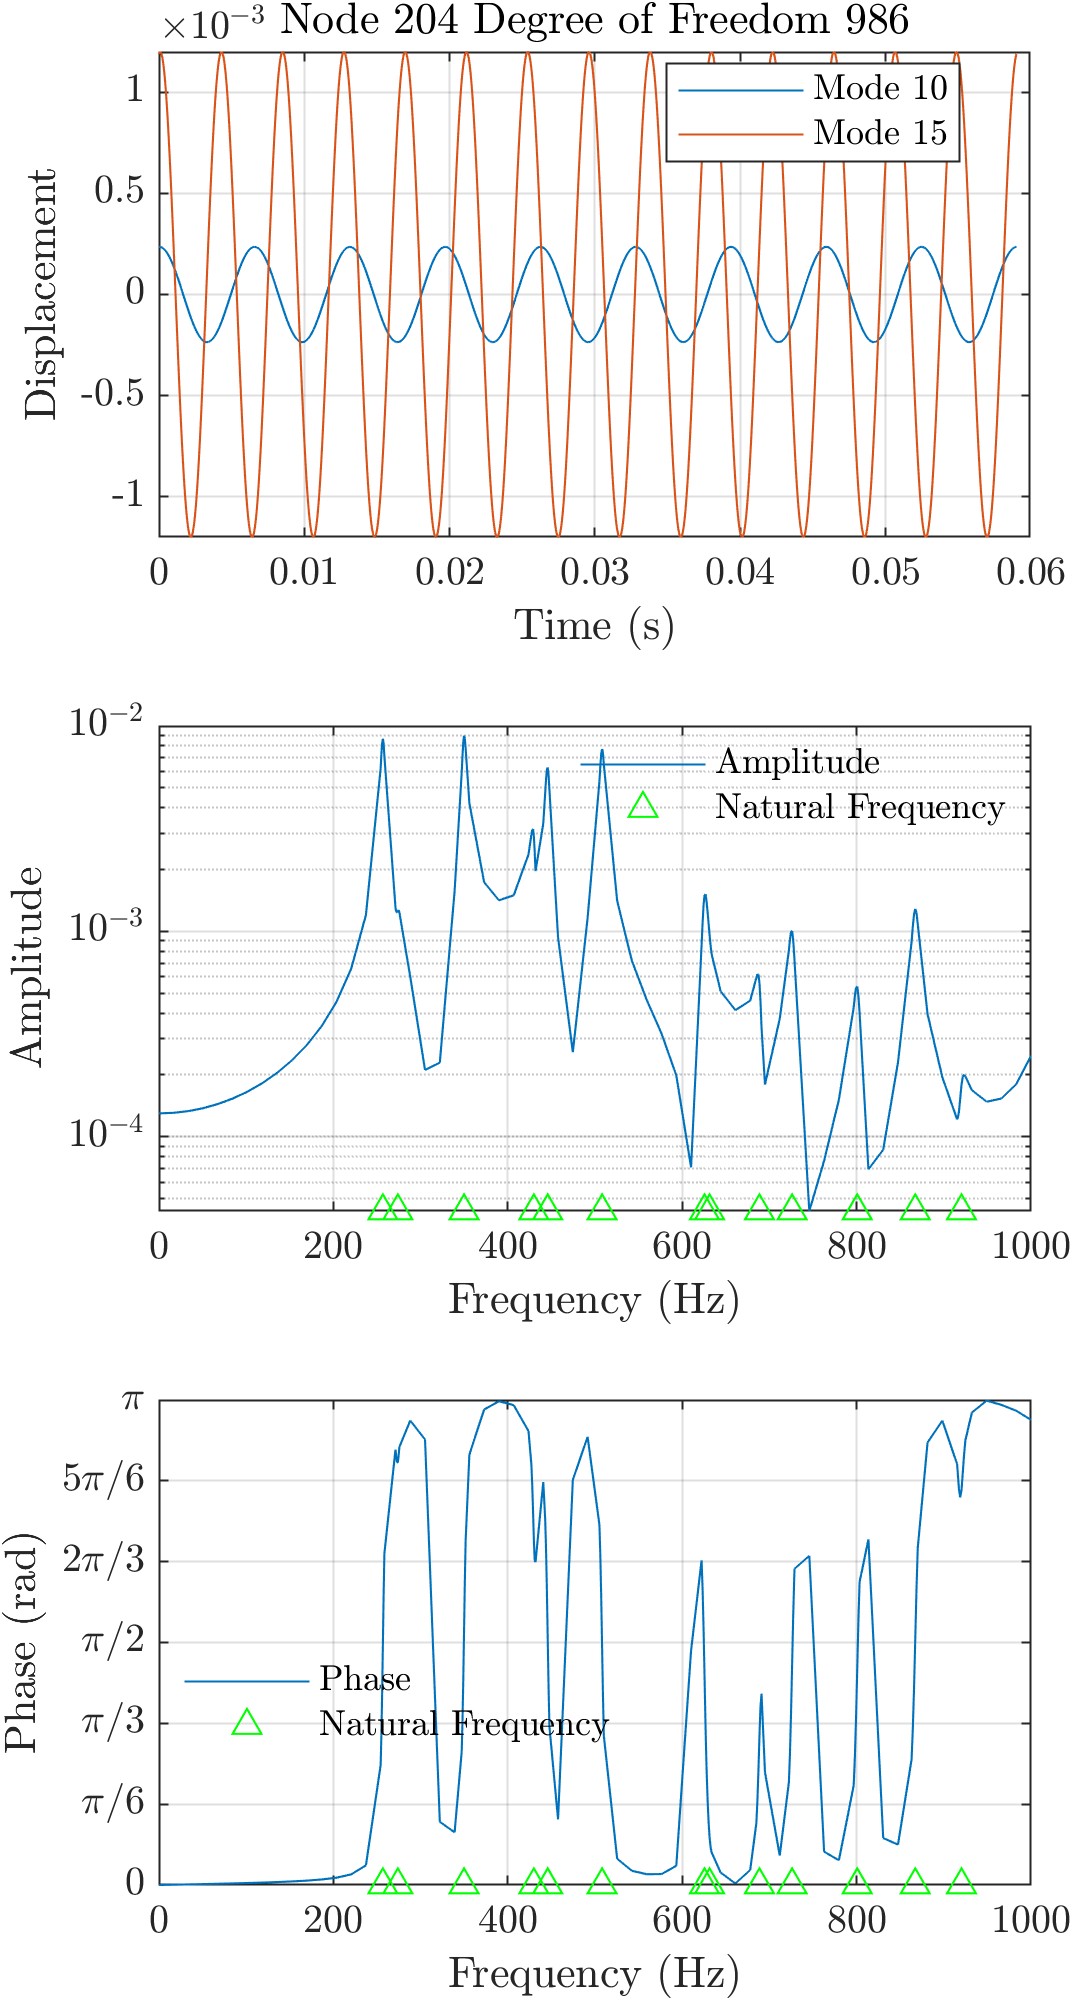 ×10⁻³ Node 204 Degree of Freedom 986
Mode 10
Mode 15
1
0.5
0
-0.5
-1
Displacement
0 0.01 0.02 0.03 0.04 0.05 0.06
Time (s)
10⁻²
10⁻³
10⁻⁴
Amplitude
Amplitude
Natural Frequency
0 200 400 600 800 1000
Frequency (Hz)
π
5π/6
2π/3
π/2
π/3
π/6
0
Phase (rad)
Phase
Natural Frequency
0 200 400 600 800 1000
Frequency (Hz)